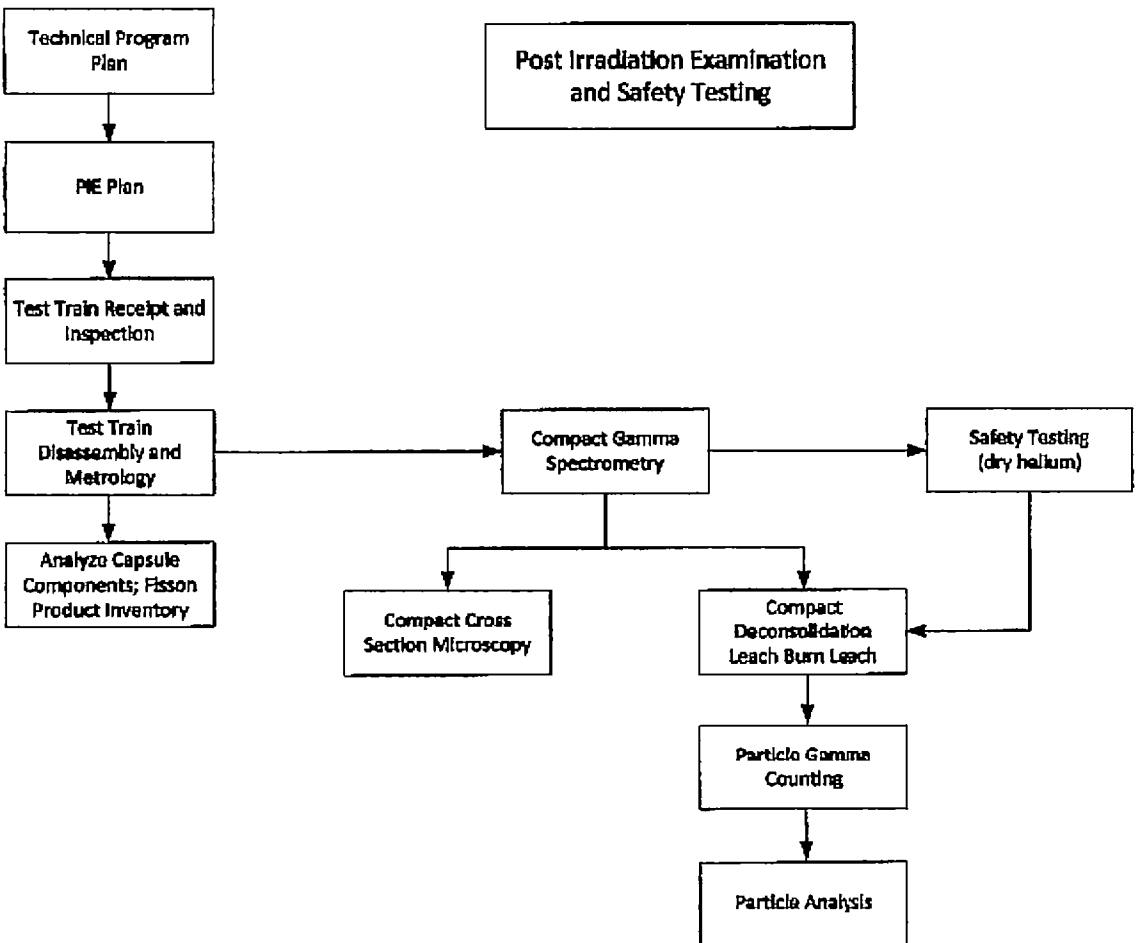 Technical Program
Plan
Post Irradiation Examination
and Safety Testing
PIE Plan
Test Train Receipt and
Inspection
Test Train
Disassembly and
Metrology
Compact Gamma
Spectrometry
Safety Testing
(dry helium)
Analyze Capsule
Components; Fisson
Product Inventory
Compact Cross
Section Microscopy
Compact
Deconsolidation
Leach Burn Leach
Particle Gamma
Counting
Particle Analysis